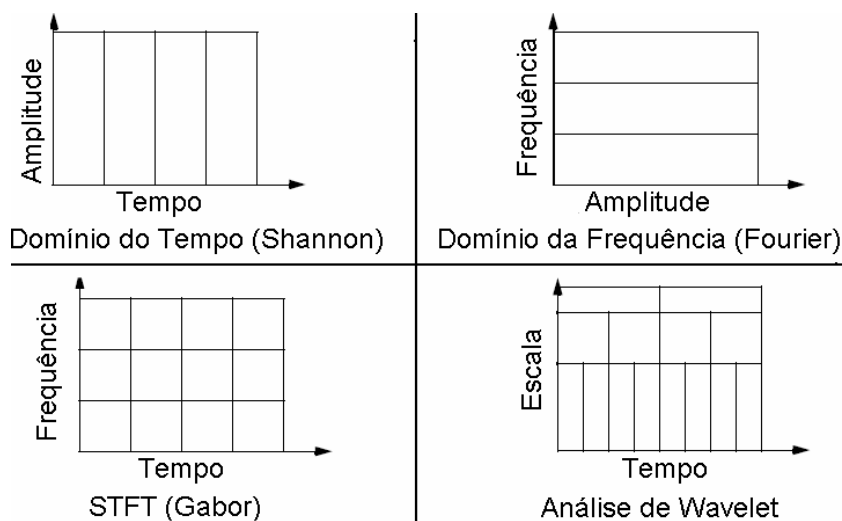 Amplitude
Tempo
Domínio do Tempo (Shannon)
Frequência
Amplitude
Domínio da Frequência (Fourier)
Frequência
Tempo
STFT (Gabor)
Escala
Tempo
Análise de Wavelet